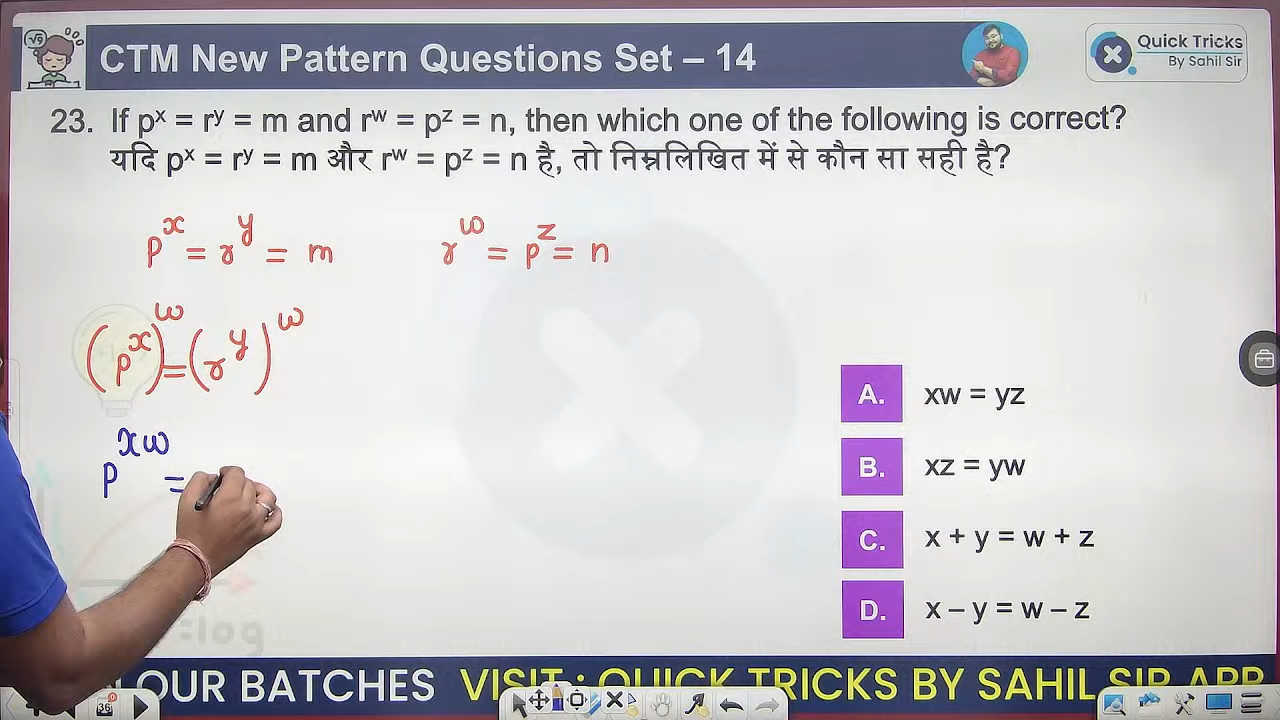 CTM New Pattern Questions Set – 14
Quick Tricks
By Sahil Sir
23. If pˣ = rʸ = m and rʷ = pᶻ = n, then which one of the following is correct?
यदि pˣ = rʸ = m और rʷ = pᶻ = n है, तो निम्नलिखित में से कौन सा सही है?
pˣ = rʸ = m rʷ = pᶻ = n
(pˣ)ʷ = (rʸ)ʷ
pˣʷ =
A. xw = yz
B. xz = yw
C. x + y = w + z
D. x – y = w – z
:log
OUR BATCHES VISIT : QUICK TRICKS BY SAHIL SIR APP
36